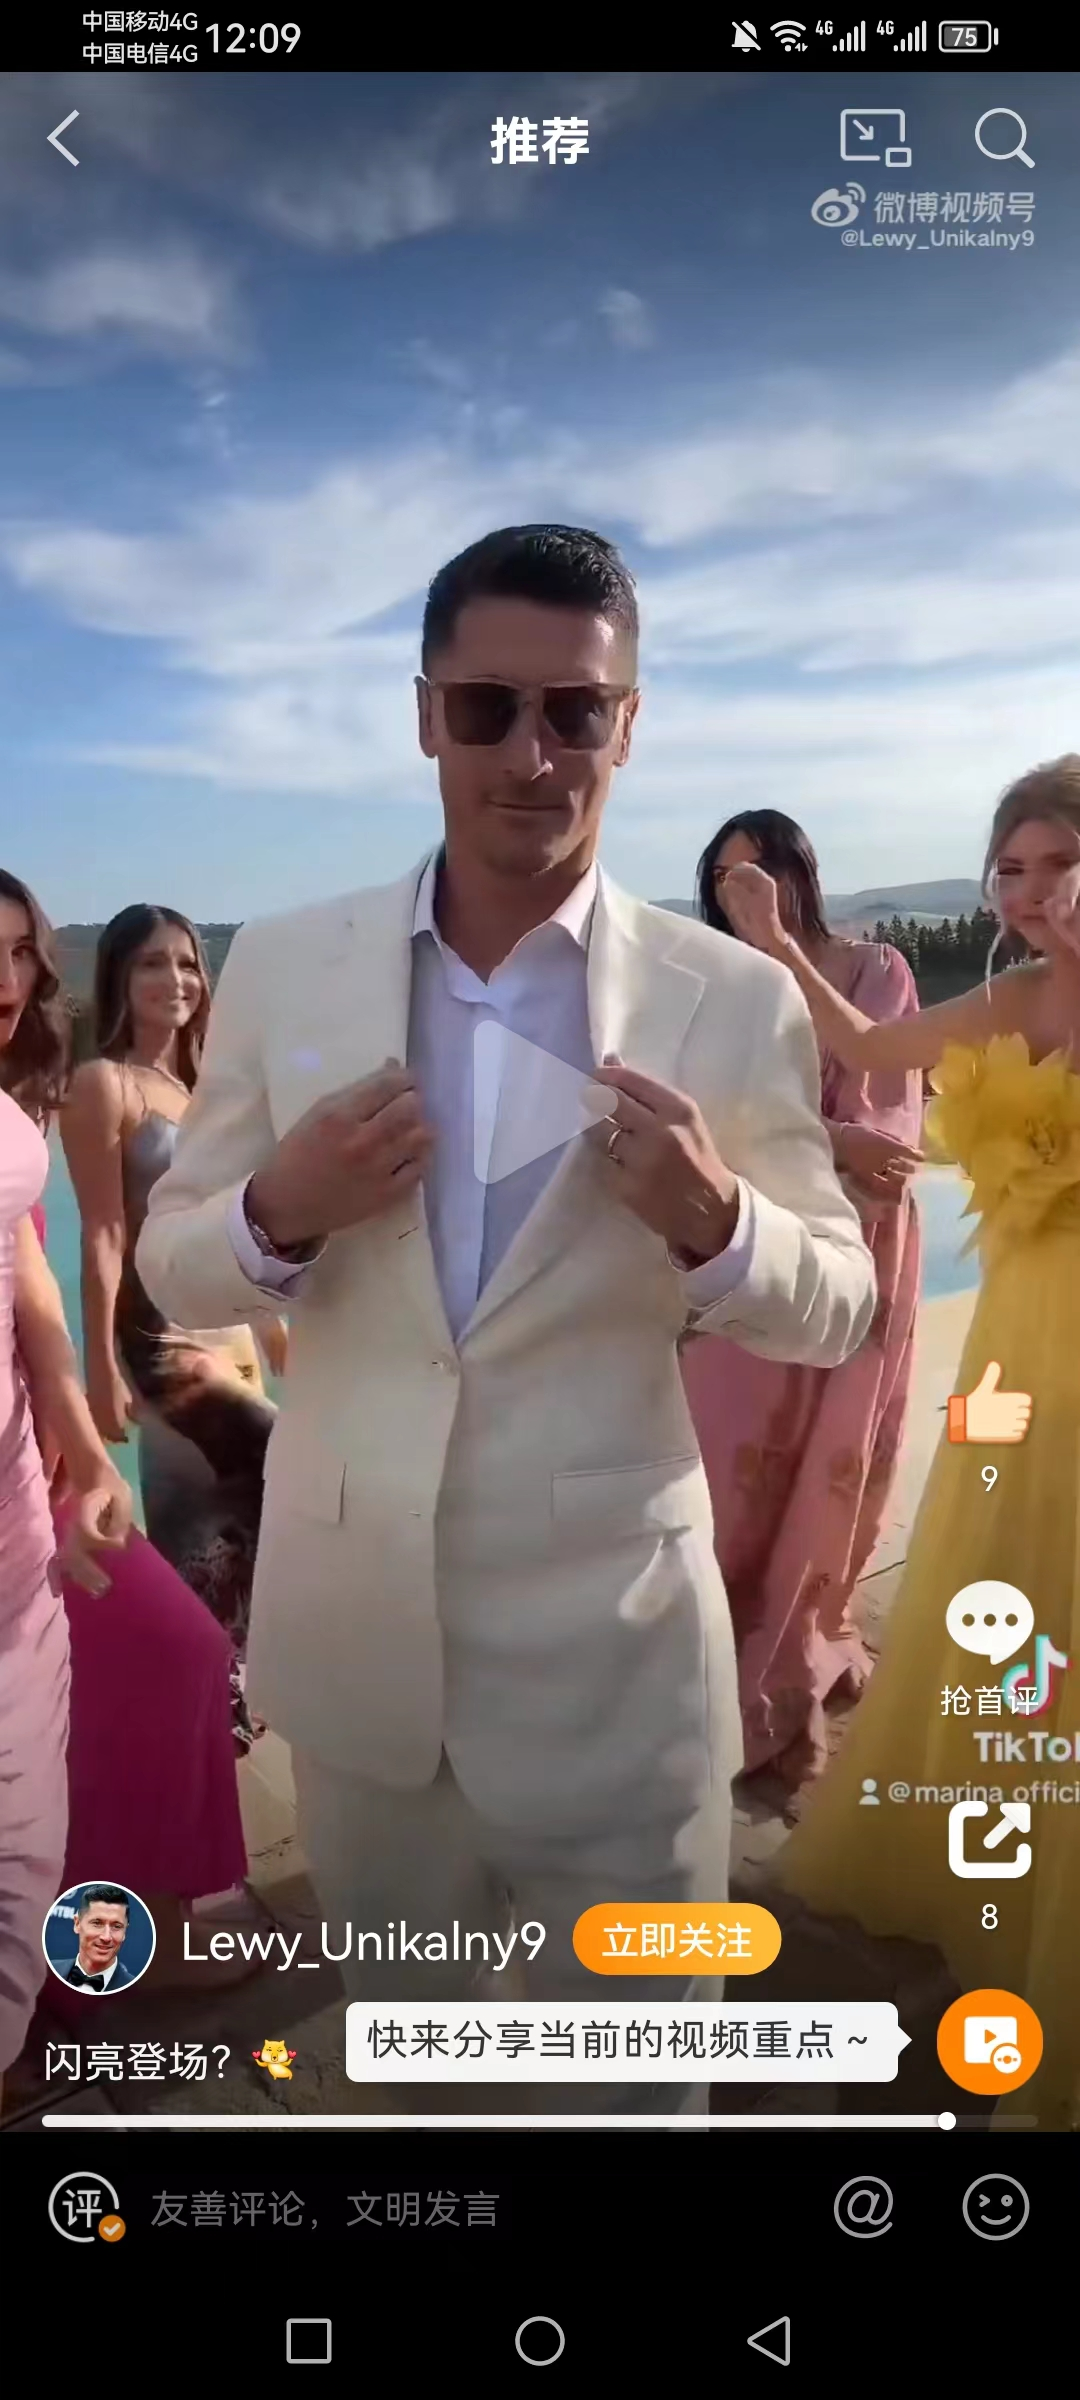 中国移动4G
中国电信4G
12:09
4G
4G
75
推荐
微博视频号
@Lewy_Unikalny9
9
抢首评
TikTok
@marina_offici
8
Lewy_Unikalny9
立即关注
快来分享当前的视频重点~
闪亮登场？
评
友善评论，文明发言
@